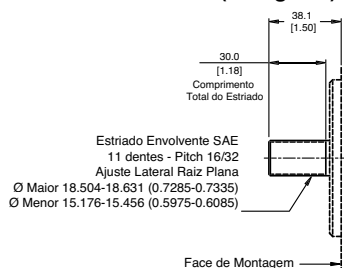 38.1
[1.50]
30.0
[1.18]
Comprimento
Total do Estriado
Estriado Envolvente SAE
11 dentes - Pitch 16/32
Ajuste Lateral Raiz Plana
Ø Maior 18.504-18.631 (0.7285-0.7335)
Ø Menor 15.176-15.456 (0.5975-0.6085)
Face de Montagem